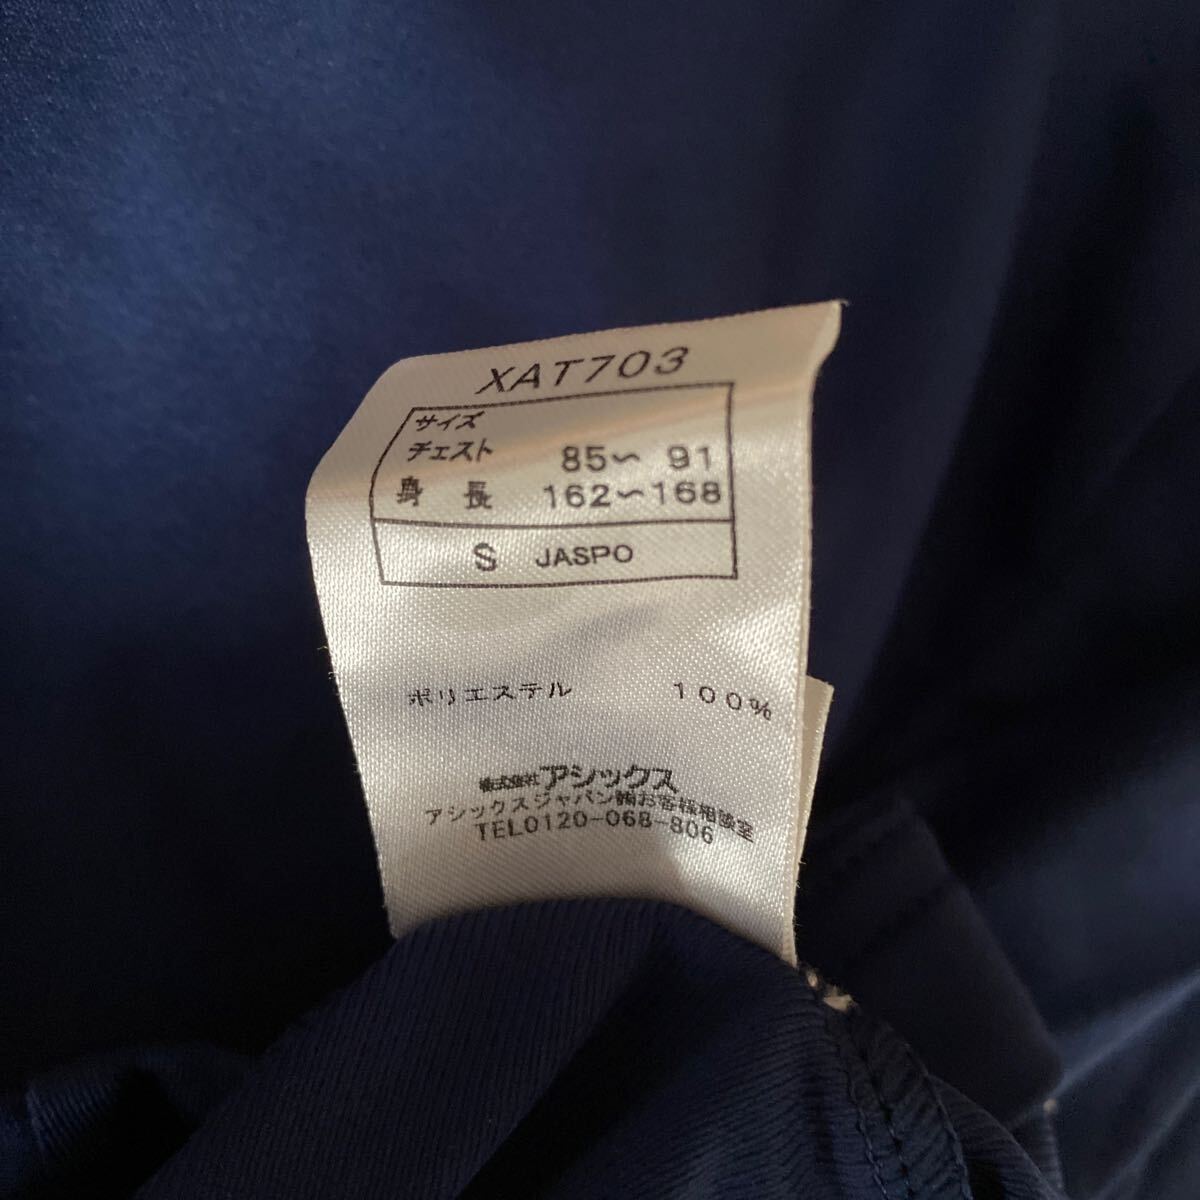 XAT703
サイズ
チェスト 85〜 91
身 長 162〜168
S JASPO
ポリエステル 100%
株式会社アシックス
アシックスジャパン㈱お客様相談室
TEL0120-068-806